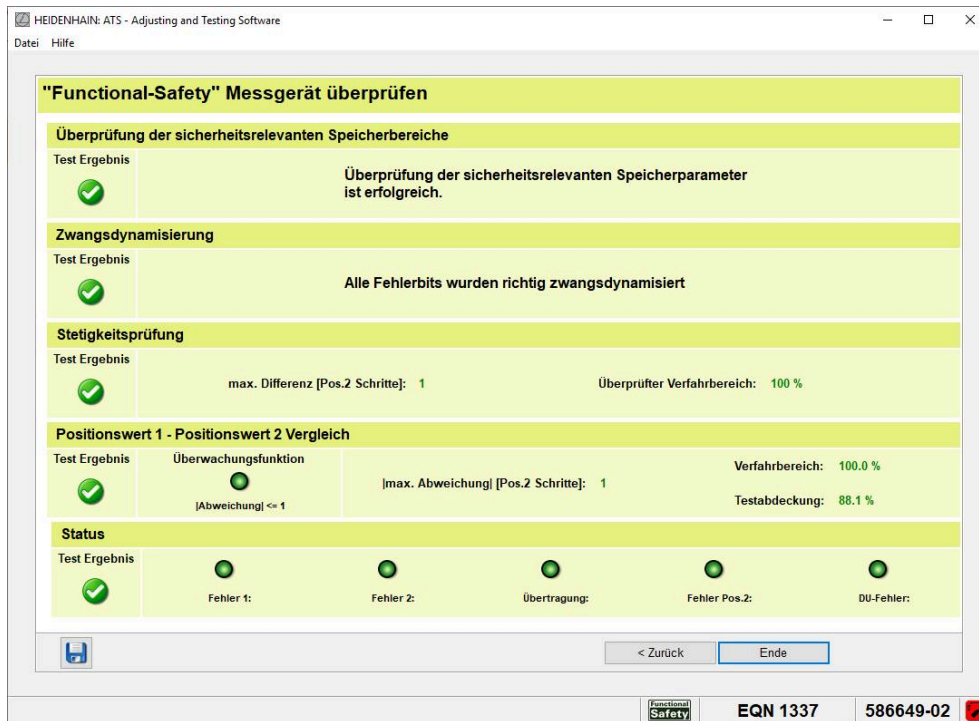 HEIDENHAIN: ATS - Adjusting and Testing Software
Datei Hilfe
"Functional-Safety" Messgerät überprüfen
Überprüfung der sicherheitsrelevanten Speicherbereiche
Test Ergebnis
Überprüfung der sicherheitsrelevanten Speicherparameter
ist erfolgreich.
Zwangsdynamisierung
Test Ergebnis
Alle Fehlerbits wurden richtig zwangsdynamisiert
Stetigkeitsprüfung
Test Ergebnis
max. Differenz [Pos.2 Schritte]: 1
Überprüfter Verfahrbereich: 100 %
Positionswert 1 - Positionswert 2 Vergleich
Test Ergebnis
Überwachungsfunktion
|Abweichung| <= 1
|max. Abweichung| [Pos.2 Schritte]: 1
Verfahrbereich: 100.0 %
Testabdeckung: 88.1 %
Status
Test Ergebnis
Fehler 1:
Fehler 2:
Übertragung:
Fehler Pos.2:
DU-Fehler:
< Zurück
Ende
Functional
Safety
EQN 1337
586649-02